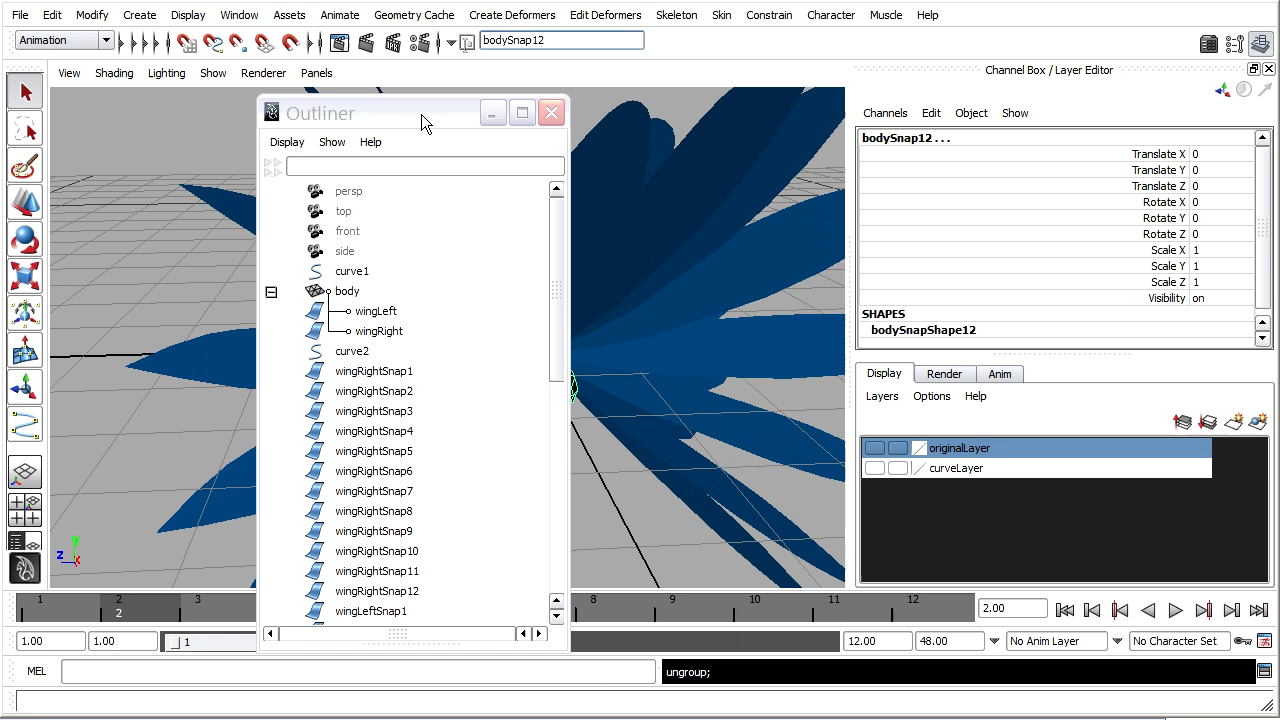 File Edit Modify Create Display Window Assets Animate Geometry Cache Create Deformers Edit Deformers Skeleton Skin Constrain Character Muscle Help
Animation bodySnap12
View Shading Lighting Show Renderer Panels
Channel Box / Layer Editor
Outliner
Display Show Help
persp
top
front
side
curve1
body
wingLeft
wingRight
curve2
wingRightSnap1
wingRightSnap2
wingRightSnap3
wingRightSnap4
wingRightSnap5
wingRightSnap6
wingRightSnap7
wingRightSnap8
wingRightSnap9
wingRightSnap10
wingRightSnap11
wingRightSnap12
wingLeftSnap1
Channels Edit Object Show
bodySnap12 . . .
Translate X 0
Translate Y 0
Translate Z 0
Rotate X 0
Rotate Y 0
Rotate Z 0
Scale X 1
Scale Y 1
Scale Z 1
Visibility on
SHAPES
bodySnapShape12
Display Render Anim
Layers Options Help
originalLayer
curveLayer
z y x
1 2 3 8 9 10 11 12 2.00
2
1.00 1.00 1 12.00 48.00 No Anim Layer No Character Set
MEL ungroup;